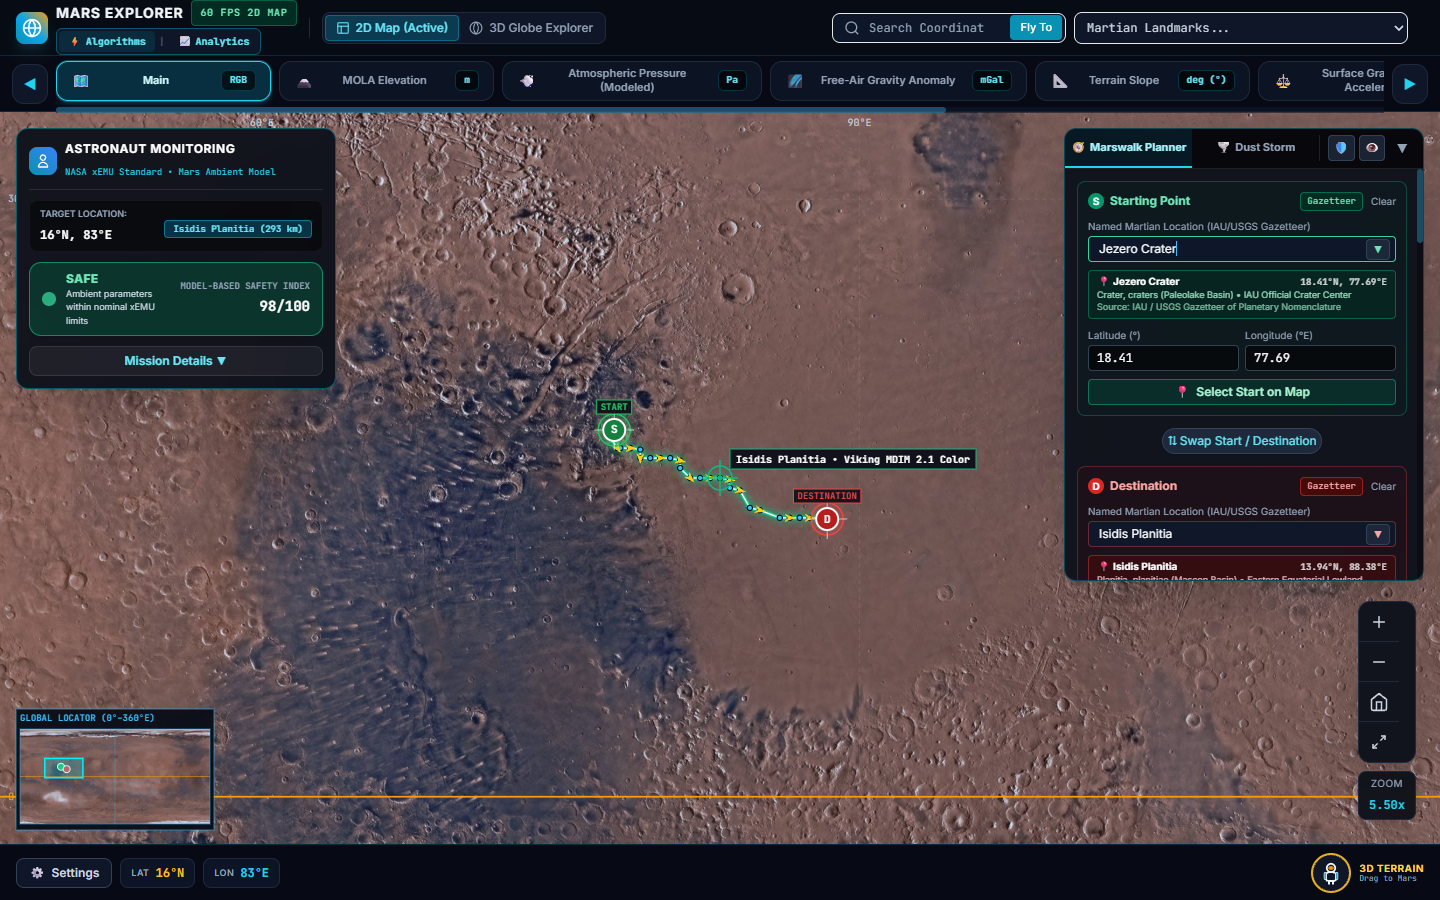 MARS EXPLORER
60 FPS 2D MAP
Algorithms | Analytics
2D Map (Active)
3D Globe Explorer
Search Coordinat
Fly To
Martian Landmarks...
Main RGB
MOLA Elevation m
Atmospheric Pressure
(Modeled)
Pa
Free-Air Gravity Anomaly mGal
Terrain Slope deg (°)
Surface Gra
Acceler
60°E
90°E
ASTRONAUT MONITORING
NASA xEMU Standard • Mars Ambient Model
TARGET LOCATION:
16°N, 83°E
Isidis Planitia (293 km)
SAFE
Ambient parameters
within nominal xEMU
limits
MODEL-BASED SAFETY INDEX
98/100
Mission Details ▼
START
S
Isidis Planitia • Viking MDIM 2.1 Color
DESTINATION
D
Marswalk Planner
Dust Storm
S Starting Point
Gazetteer
Clear
Named Martian Location (IAU/USGS Gazetteer)
Jezero Crater
Jezero Crater 18.41°N, 77.69°E
Crater, craters (Paleolake Basin) • IAU Official Crater Center
Source: IAU / USGS Gazetteer of Planetary Nomenclature
Latitude (°)
Longitude (°E)
18.41
77.69
Select Start on Map
⇅ Swap Start / Destination
D Destination
Gazetteer
Clear
Named Martian Location (IAU/USGS Gazetteer)
Isidis Planitia
Isidis Planitia 13.94°N, 88.38°E
Planitia, planitiae (Mascon Basin) • Eastern Equatorial Lowland
GLOBAL LOCATOR (0°-360°E)
ZOOM
5.50x
Settings
LAT 16°N
LON 83°E
3D TERRAIN
Drag to Mars